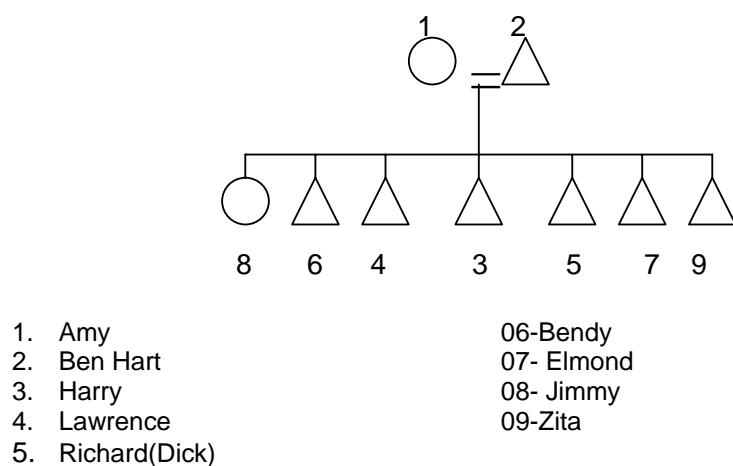 1 2
8 6 4 3 5 7 9
1. Amy
2. Ben Hart
3. Harry
4. Lawrence
5. Richard(Dick)
06-Bendy
07- Elmond
08- Jimmy
09-Zita